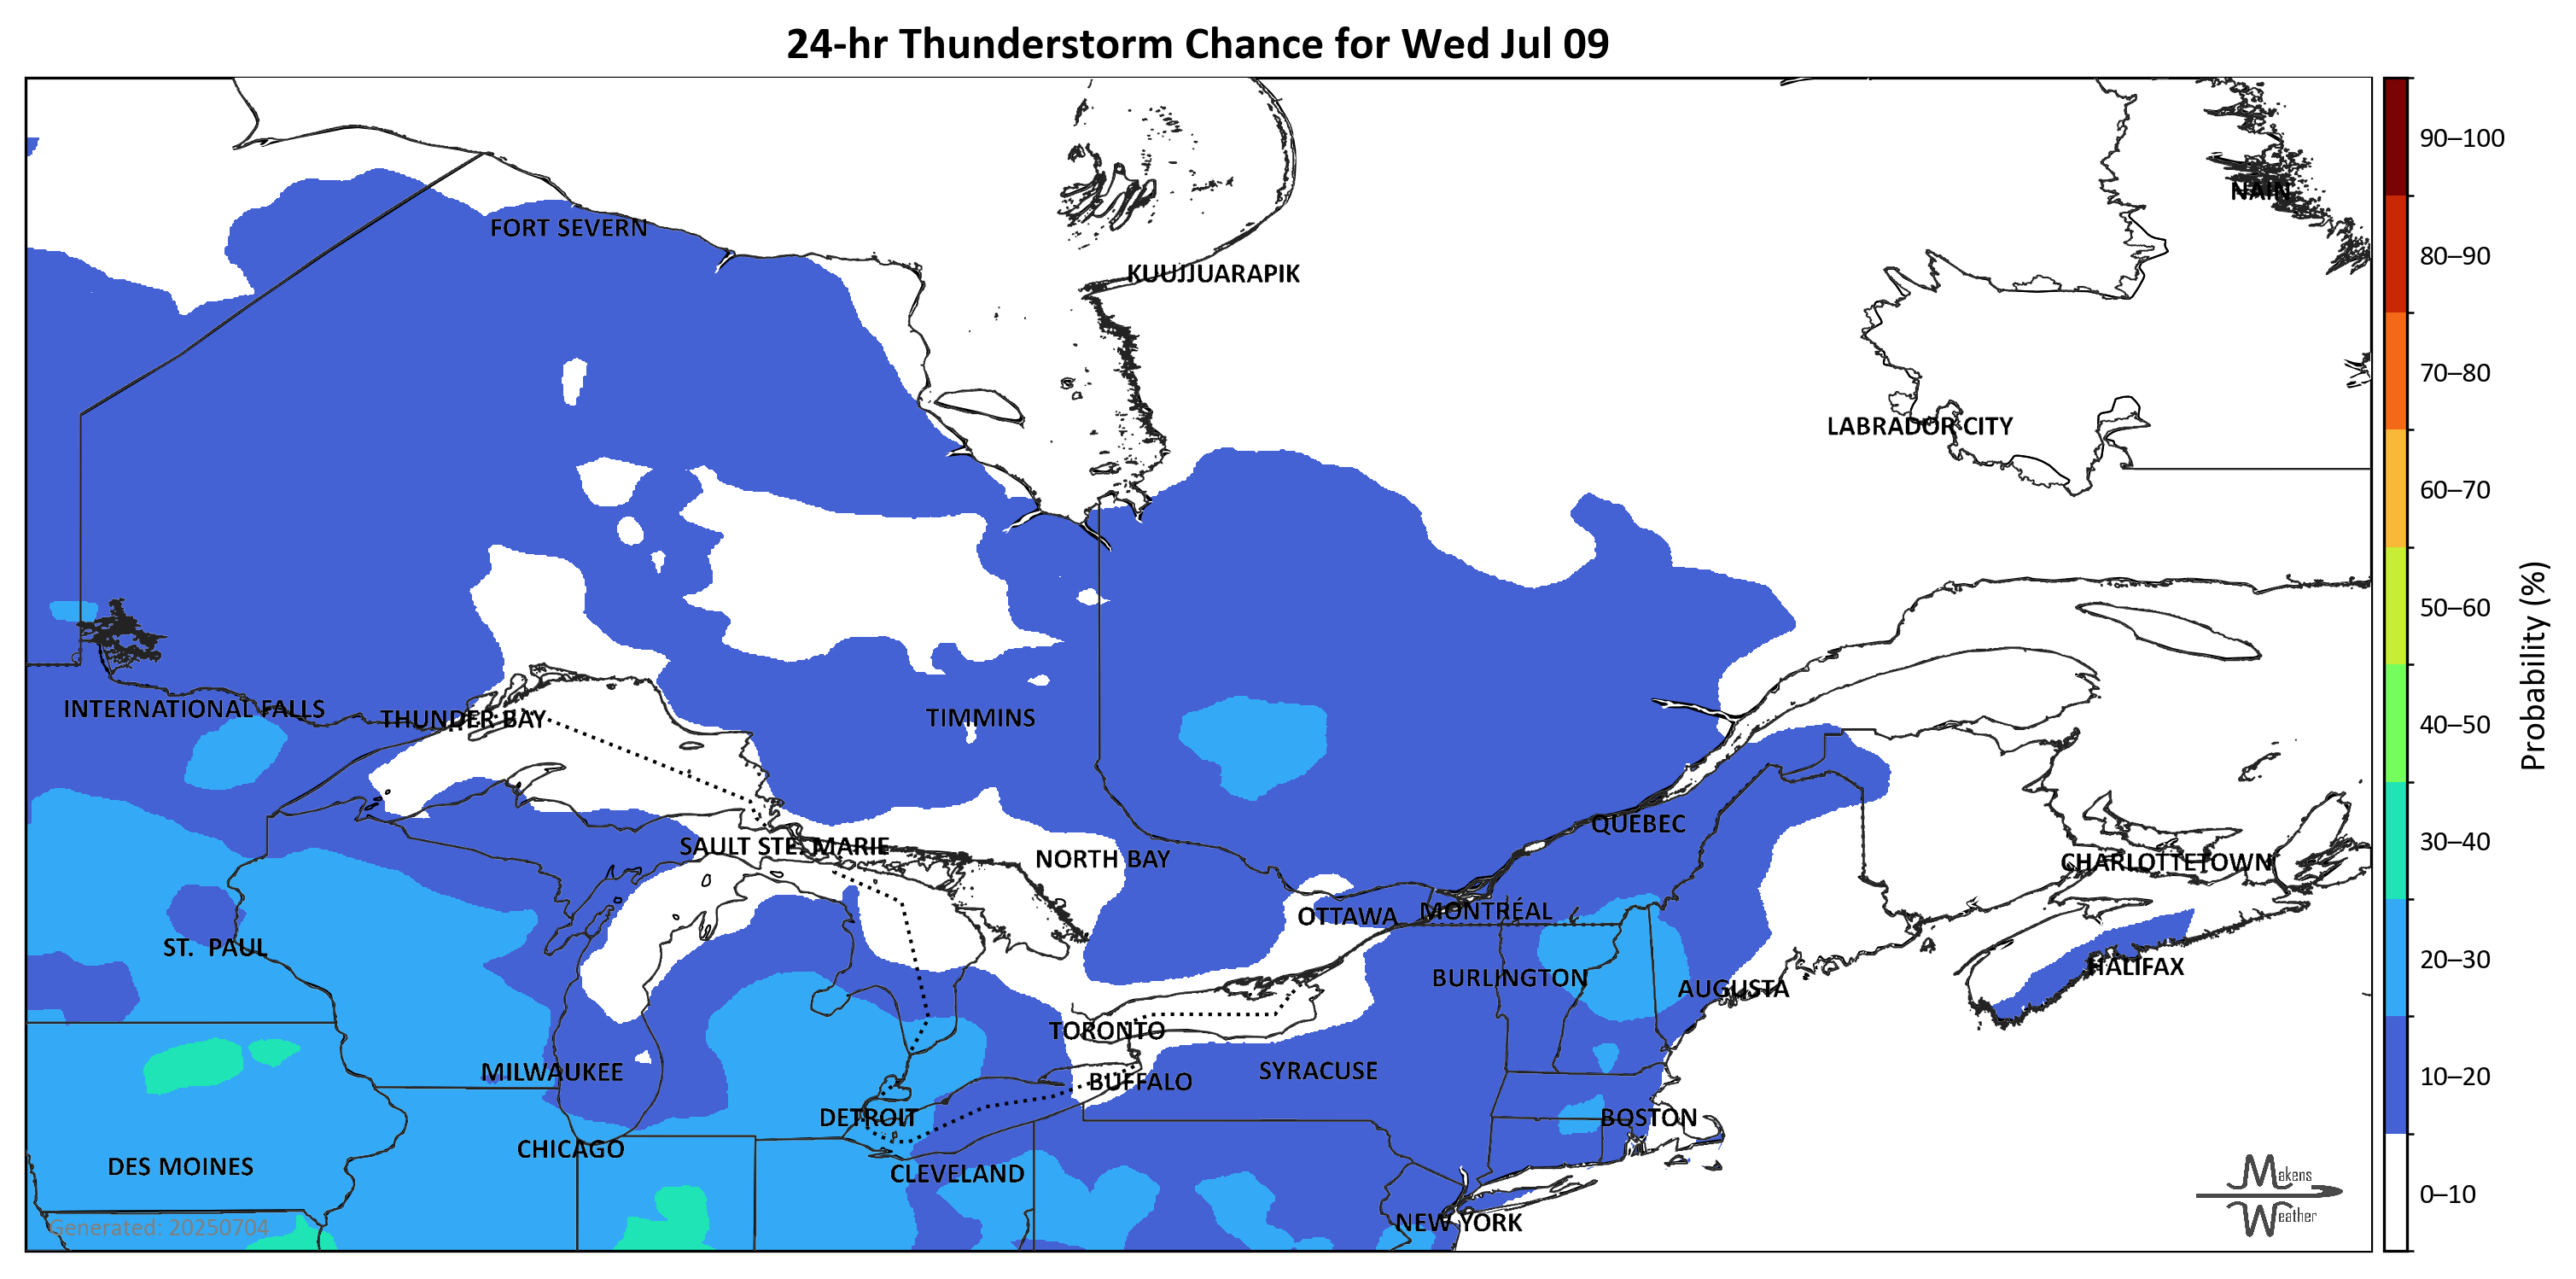 24-hr Thunderstorm Chance for Wed Jul 09
90–100
NAIN
FORT SEVERN
80–90
KUUJJUARAPIK
70–80
LABRADOR CITY
60–70
50–60
Probability (%)
INTERNATIONAL FALLS
THUNDER BAY
TIMMINS
40–50
QUEBEC
30–40
SAULT STE. MARIE
NORTH BAY
CHARLOTTETOWN
OTTAWA
MONTRÉAL
ST. PAUL
20–30
HALIFAX
BURLINGTON
AUGUSTA
TORONTO
MILWAUKEE
SYRACUSE
10–20
BUFFALO
DETROIT
BOSTON
CHICAGO
DES MOINES
CLEVELAND
Makens
Weather
0–10
NEW YORK
Generated: 20250704